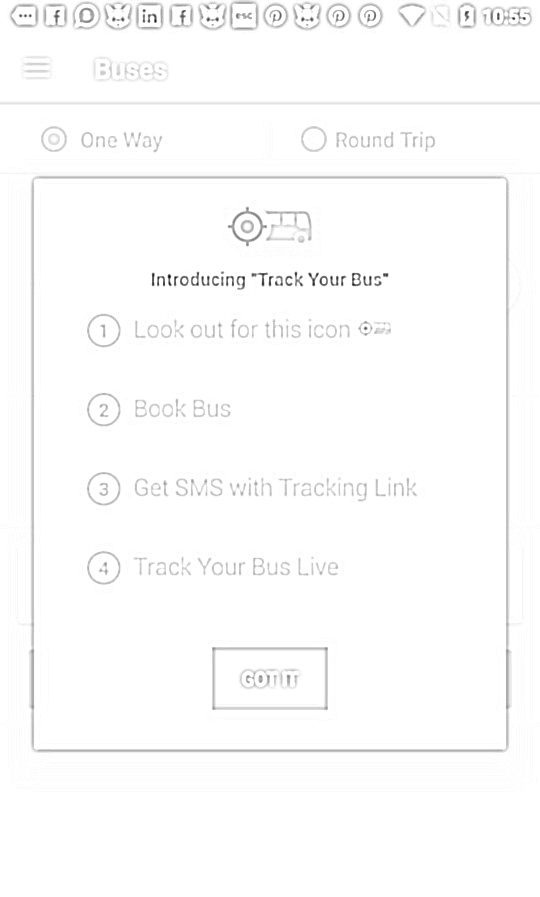 10:55
Buses
One Way
Round Trip
Introducing "Track Your Bus"
1 Look out for this icon
2 Book Bus
3 Get SMS with Tracking Link
4 Track Your Bus Live
GOT IT